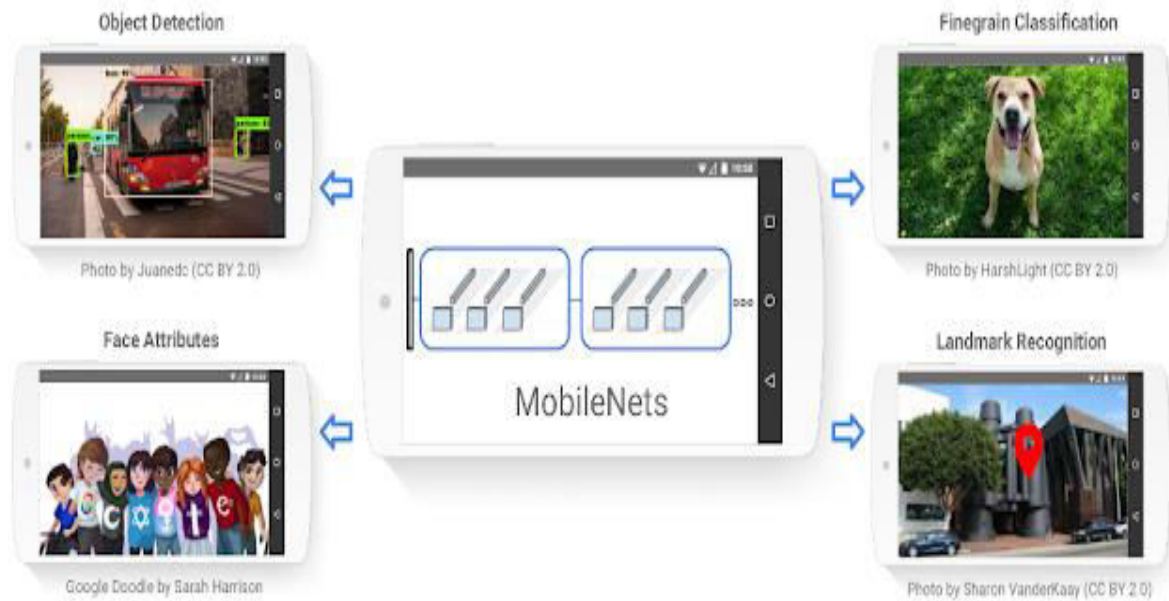 Object Detection
Finegrain Classification
Photo by Juanedc (CC BY 2.0)
Photo by HarshLight (CC BY 2.0)
MobileNets
Face Attributes
Landmark Recognition
Google Doodle by Sarah Harrison
Photo by Sharon VanderKaay (CC BY 2.0)